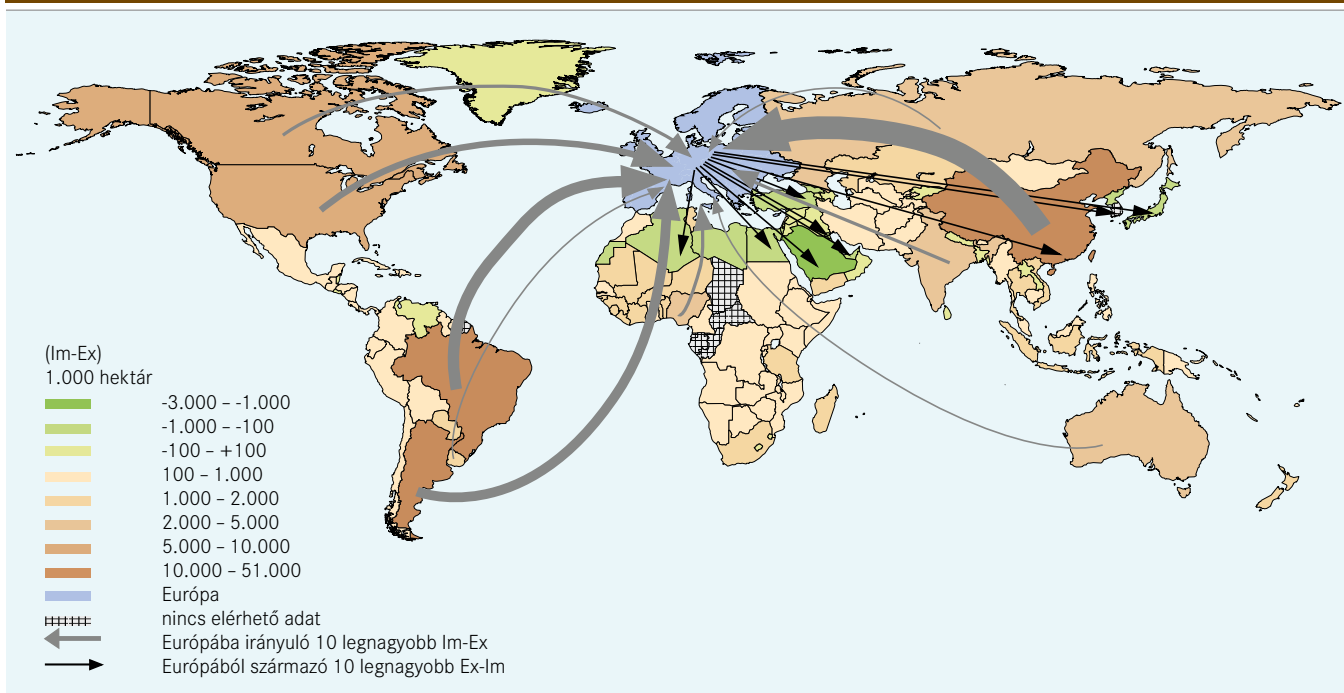 (Im-Ex)
1.000 hektár
-3.000 – -1.000
-1.000 – -100
-100 – +100
100 – 1.000
1.000 – 2.000
2.000 – 5.000
5.000 – 10.000
10.000 – 51.000
Európa
nincs elérhető adat
Európába irányuló 10 legnagyobb Im-Ex
Európából származó 10 legnagyobb Ex-Im